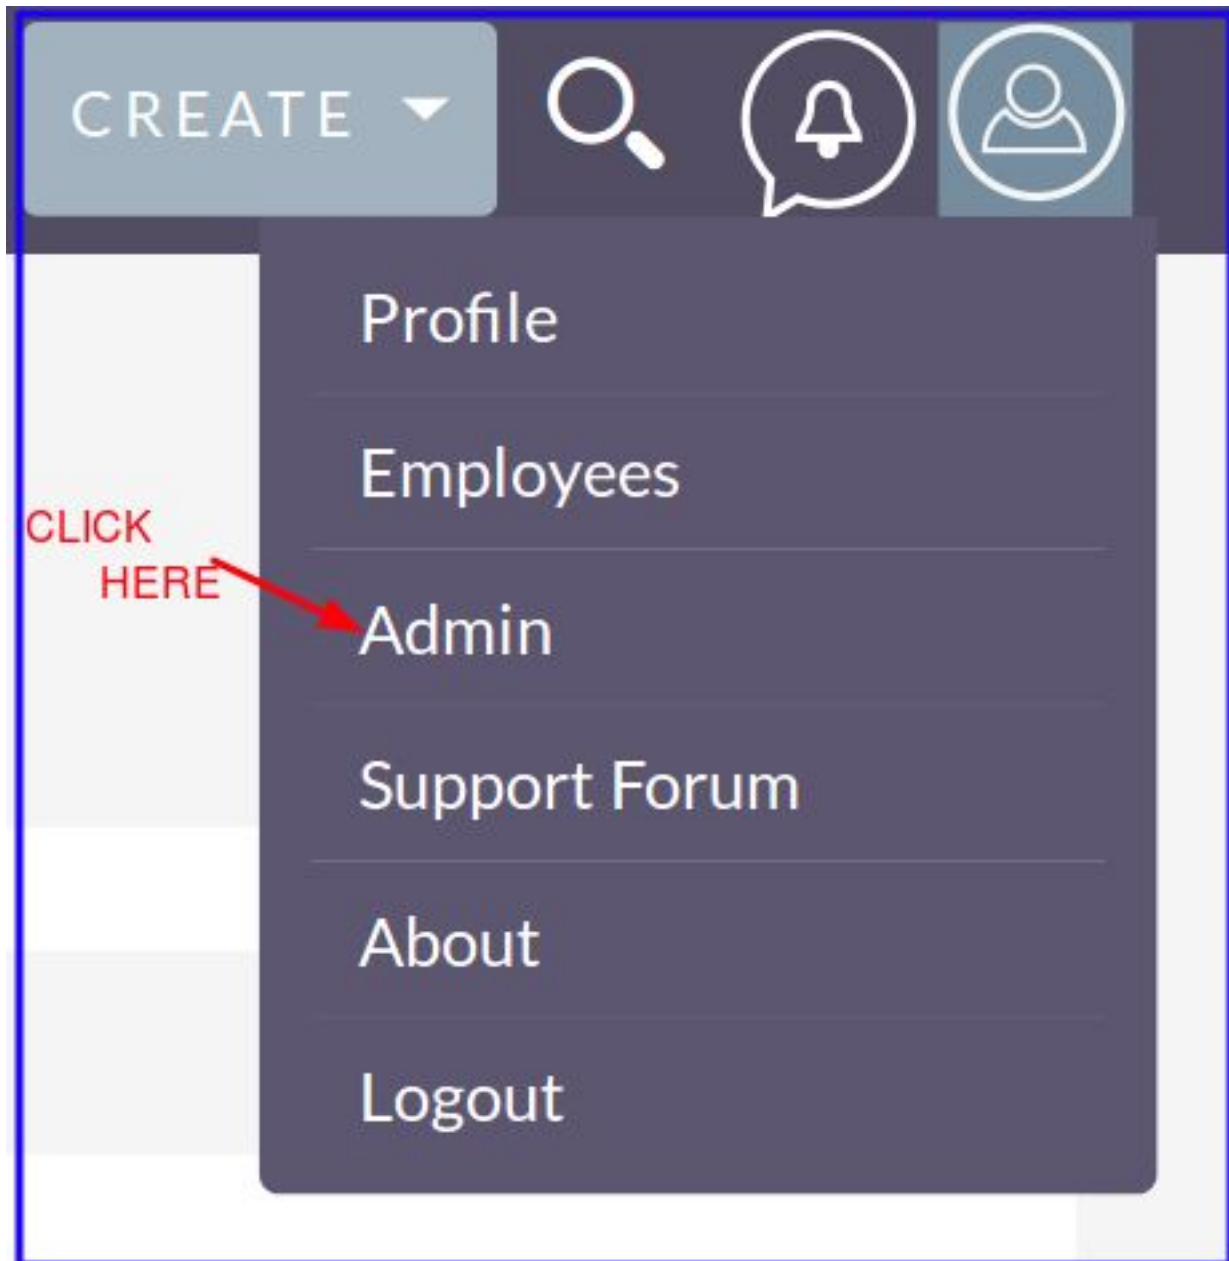 CREATE
Profile
Employees
CLICK
HERE
Admin
Support Forum
About
Logout